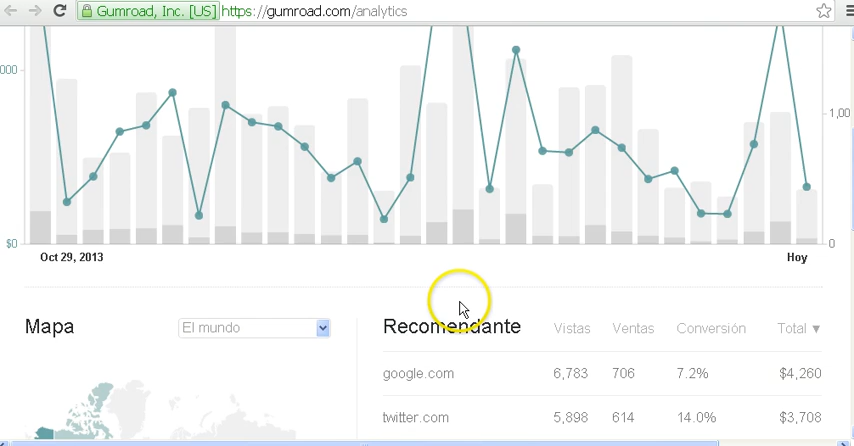 Gumroad, Inc. [US] https://gumroad.com/analytics
000
1,00
$0
0
Oct 29, 2013 Hoy
Mapa El mundo
Recomendante Vistas Ventas Conversión Total ▼
google.com 6,783 706 7.2% $4,260
twitter.com 5,898 614 14.0% $3,708